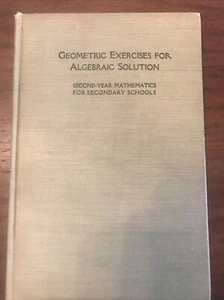 GEOMETRIC EXERCISES FOR
ALGEBRAIC SOLUTION
SECOND-YEAR MATHEMATICS
FOR SECONDARY SCHOOLS